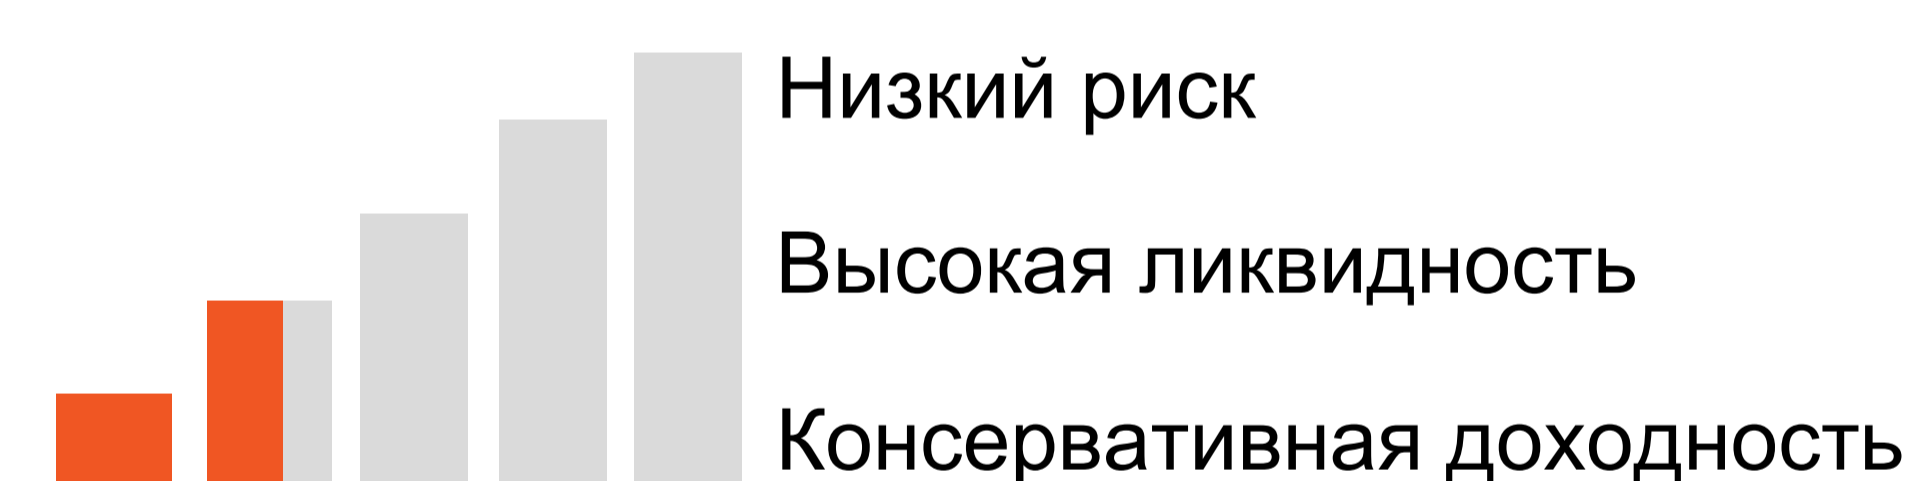 Низкий риск
Высокая ликвидность
Консервативная доходность